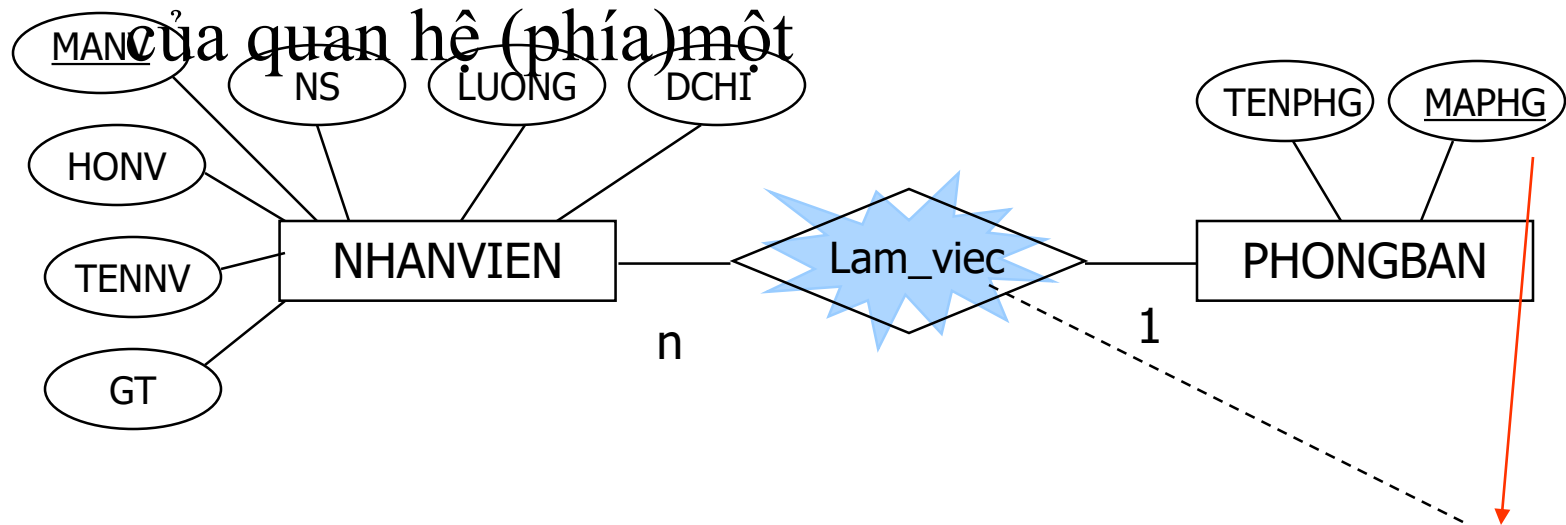 của quan hệ (phía)một
MANV
NS
LUONG
DCHI
TENPHG
MAPHG
HONV
TENNV
GT
NHANVIEN
Lam_viec
PHONGBAN
n
1